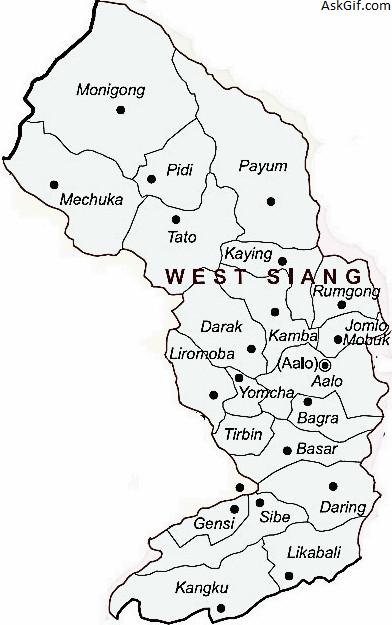 AskGif.com
Monigong
Pidi
Payum
Mechuka
Tato
Kaying
WEST SIANG
Rumgong
Darak
Kamba
Jomlo
Mobuk
Liromoba
(Aalo)
Aalo
Yomcha
Bagra
Tirbin
Basar
Daring
Gensi
Sibe
Likabali
Kangku